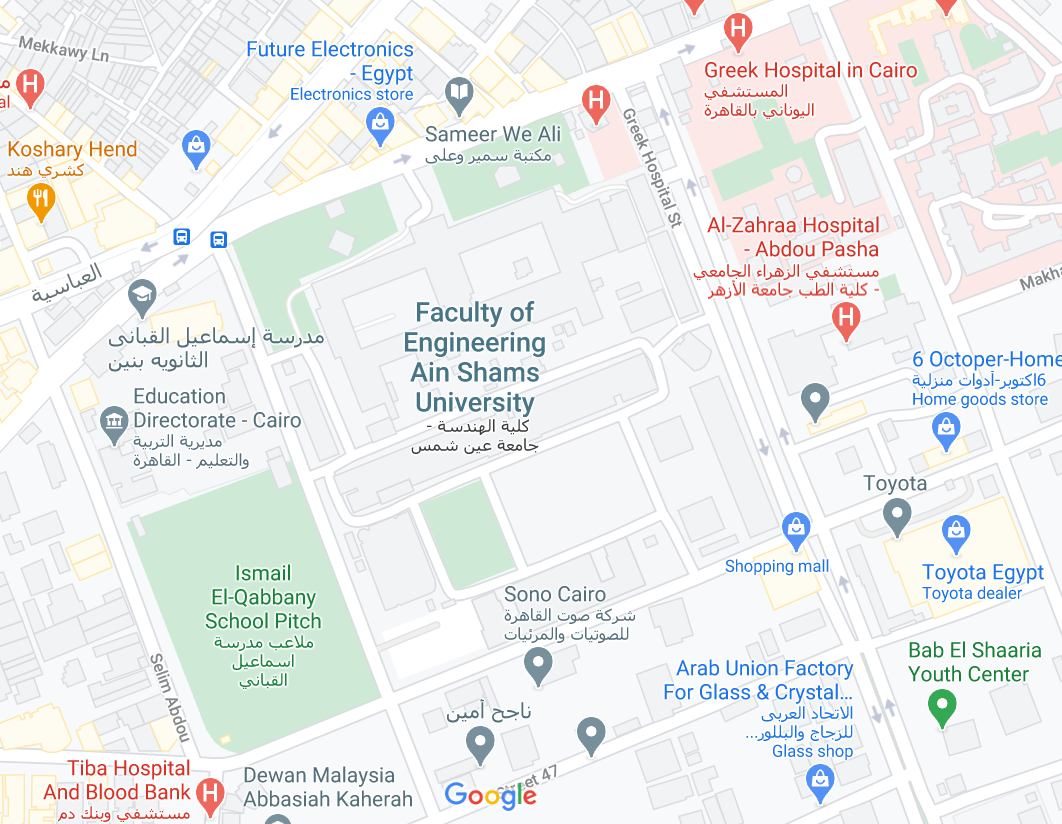 Mekkawy Ln
Future Electronics
- Egypt
Electronics store
Greek Hospital in Cairo
المستشفي
اليوناني بالقاهرة
Sameer We Ali
مكتبة سمير وعلى
Koshary Hend
كشري هند
Greek Hospital St
Al-Zahraa Hospital
- Abdou Pasha
مستشفي الزهراء الجامعي
- كلية الطب جامعة الأزهر
العباسية
مدرسة إسماعيل القبانى
الثانويه بنين
Faculty of
Engineering
Ain Shams
University
كلية الهندسة -
جامعة عين شمس
6 Octoper-Home
6اكتوبر-أدوات منزلية
Home goods store
Education
Directorate - Cairo
مديرية التربية
والتعليم - القاهرة
Toyota
Shopping mall
Toyota Egypt
Toyota dealer
Ismail
El-Qabbany
School Pitch
ملاعب مدرسة
اسماعيل
القباني
Sono Cairo
شركة صوت القاهرة
للصوتيات والمرئيات
Bab El Shaaria
Youth Center
Arab Union Factory
For Glass & Crystal...
الاتحاد العربى
للزجاج والبللور...
Glass shop
Selim Abdou
ناجح أمين
Tiba Hospital
And Blood Bank
مستشفي وبنك دم
Dewan Malaysia
Abbasiah Kaherah
Google
Street 47
H
H
H
H
H